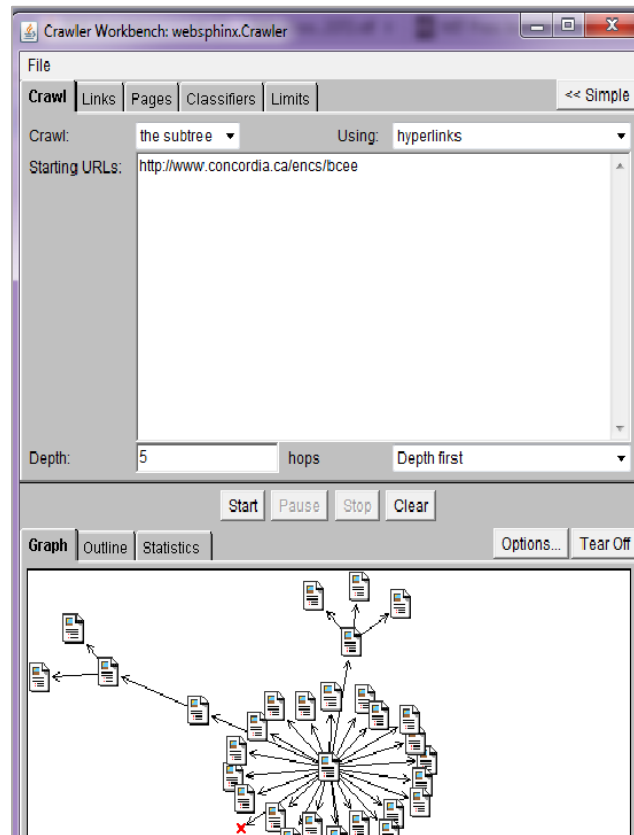 Crawler Workbench: websphinx.Crawler
File
Crawl Links Pages Classifiers Limits << Simple
Crawl: the subtree Using: hyperlinks
Starting URLs: http://www.concordia.ca/encs/bcee
Depth: 5 hops Depth first
Start Pause Stop Clear
Graph Outline Statistics Options... Tear Off